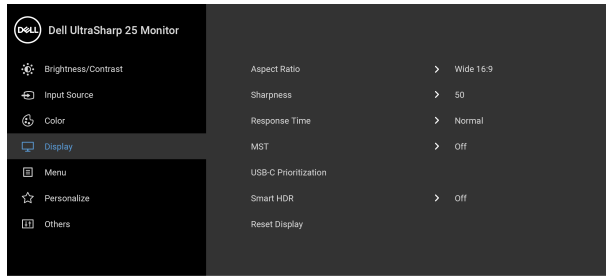 DELL Dell UltraSharp 25 Monitor
Brightness/Contrast Aspect Ratio Wide 16:9
Input Source Sharpness 50
Color Response Time Normal
Display MST Off
Menu USB-C Prioritization
Personalize Smart HDR Off
Others Reset Display